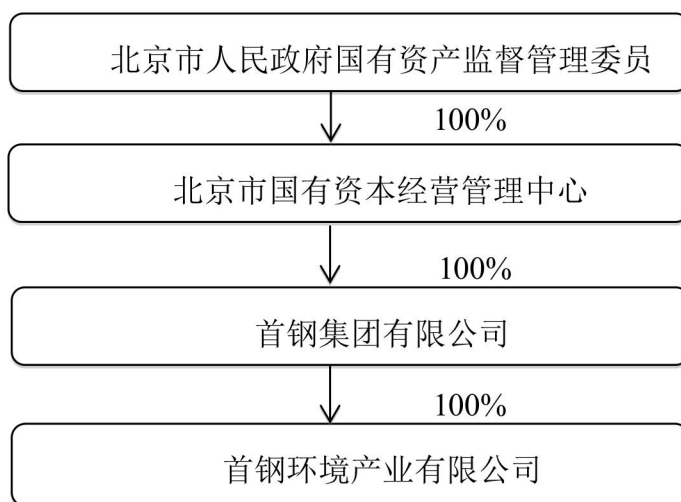 北京市人民政府国有资产监督管理委员
100%
北京市国有资本经营管理中心
100%
首钢集团有限公司
100%
首钢环境产业有限公司